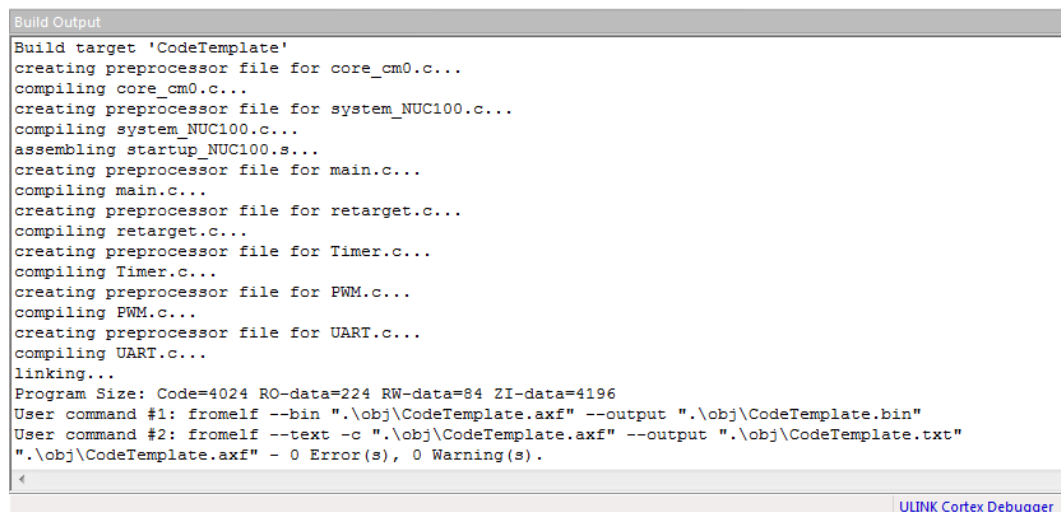 Build Output
Build target 'CodeTemplate'
creating preprocessor file for core_cm0.c...
compiling core_cm0.c...
creating preprocessor file for system_NUC100.c...
compiling system_NUC100.c...
assembling startup_NUC100.s...
creating preprocessor file for main.c...
compiling main.c...
creating preprocessor file for retarget.c...
compiling retarget.c...
creating preprocessor file for Timer.c...
compiling Timer.c...
creating preprocessor file for PWM.c...
compiling PWM.c...
creating preprocessor file for UART.c...
compiling UART.c...
linking...
Program Size: Code=4024 RO-data=224 RW-data=84 ZI-data=4196
User command #1: fromelf --bin ".\obj\CodeTemplate.axf" --output ".\obj\CodeTemplate.bin"
User command #2: fromelf --text -c ".\obj\CodeTemplate.axf" --output ".\obj\CodeTemplate.txt"
".\obj\CodeTemplate.axf" - 0 Error(s), 0 Warning(s).
ULINK Cortex Debugger